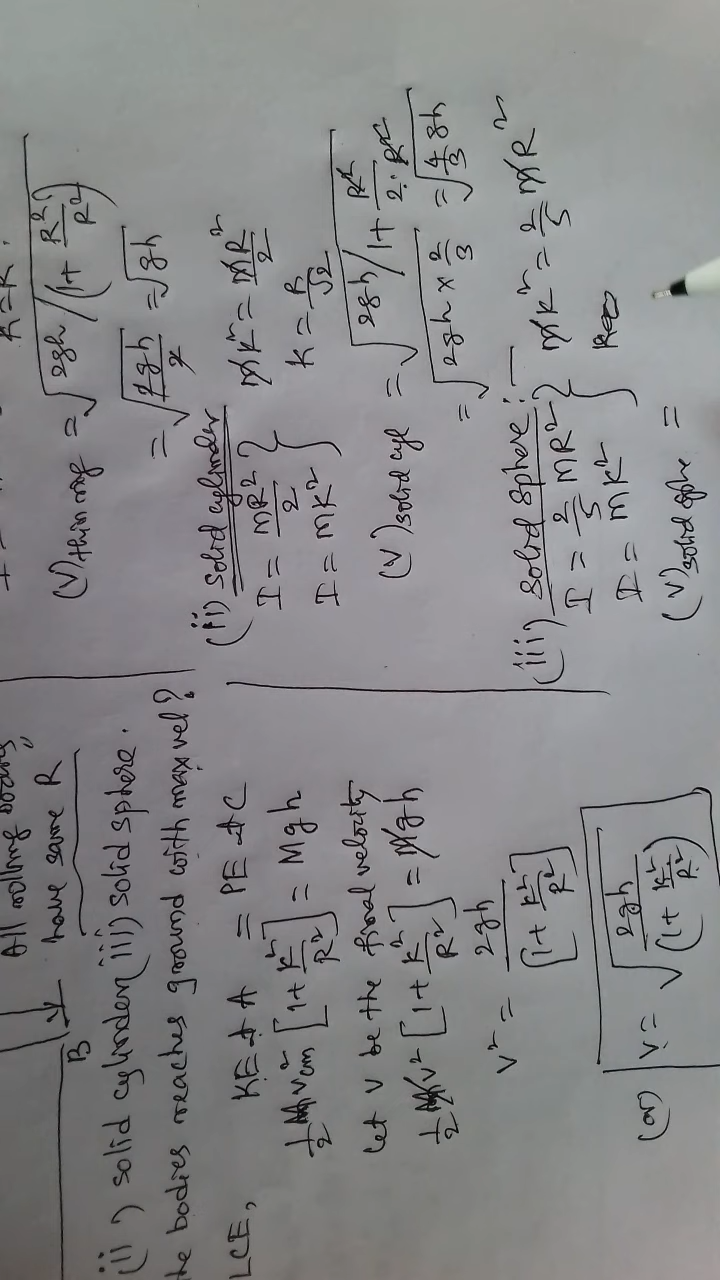 B
All rolling
have same R
(ii) solid cylinder (iii) solid sphere.
the bodies reaches ground with max vel?
LCE,
KE at A = PE at C
1/2 M v²cm [1 + K²/R²] = Mgh
let v be the final velocity
1/2 M v² [1 + K²/R²] = Mgh
v² = 2gh / [1 + K²/R²]
(or) v = √(2gh / (1 + K²/R²))
K = R.
(V)thin ring = √(2gh / (1 + R²/R²))
= √(2gh/2) = √gh
(ii) solid cylinder
I = mR²/2 } mK² = mR²/2
I = mK² } K = R/√2
(V)solid cyl = √(2gh / 1 + R²/2·R²)
= √(2gh × 2/3) = √(4/3 gh)
(iii) Solid Sphere :-
I = 2/5 MR² } mK² = 2/5 mR²
I = mK² }
(V)solid sphe =